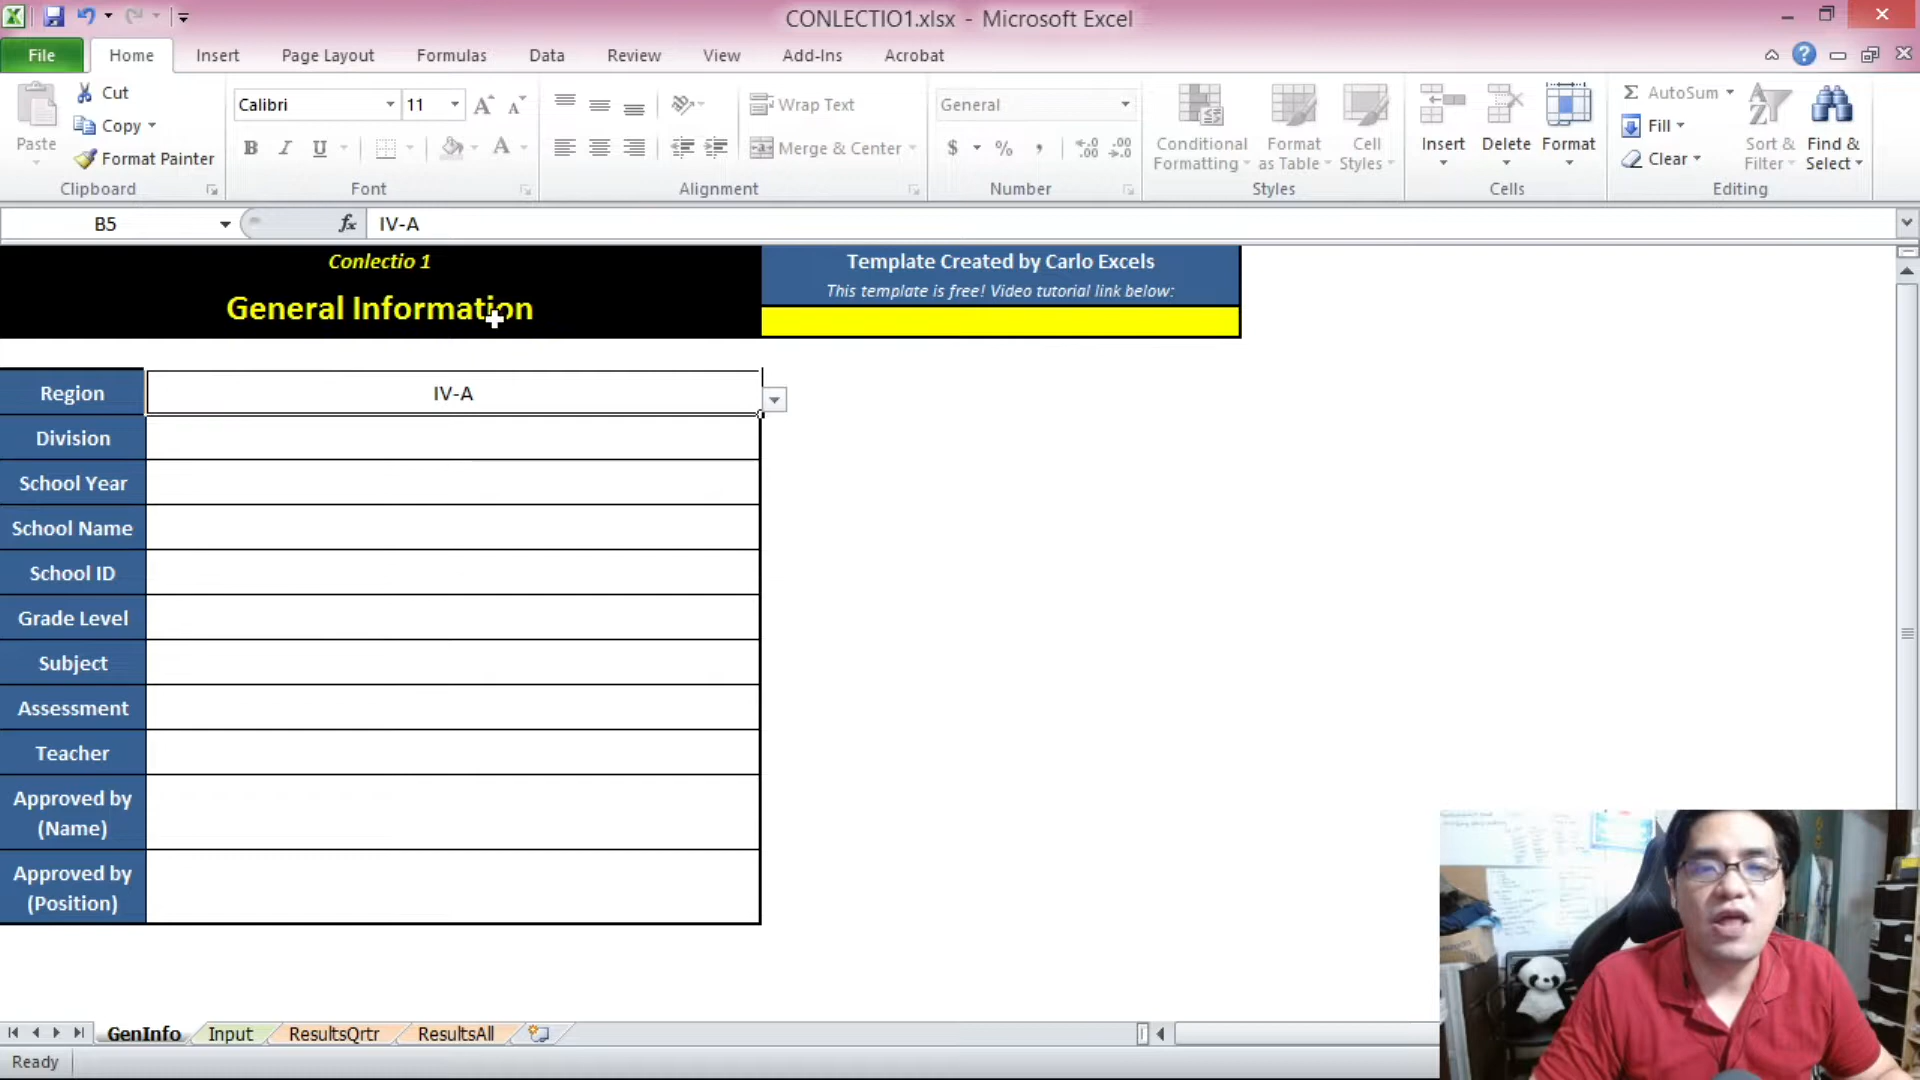 CONLECTIO1.xlsx - Microsoft Excel
File Home Insert Page Layout Formulas Data Review View Add-Ins Acrobat
Paste
Cut
Copy
Format Painter
Clipboard
Calibri 11
B I U A
Font
Wrap Text
Merge & Center
Alignment
General
$ % ,
Number
Conditional Formatting
Format as Table
Cell Styles
Styles
Insert Delete Format
Cells
Σ AutoSum
Fill
Clear
Sort & Filter
Find & Select
Editing
B5 fx IV-A
Conlectio 1
General Information
Template Created by Carlo Excels
This template is free! Video tutorial link below:
Region IV-A
Division
School Year
School Name
School ID
Grade Level
Subject
Assessment
Teacher
Approved by
(Name)
Approved by
(Position)
GenInfo Input ResultsQrtr ResultsAll
Ready